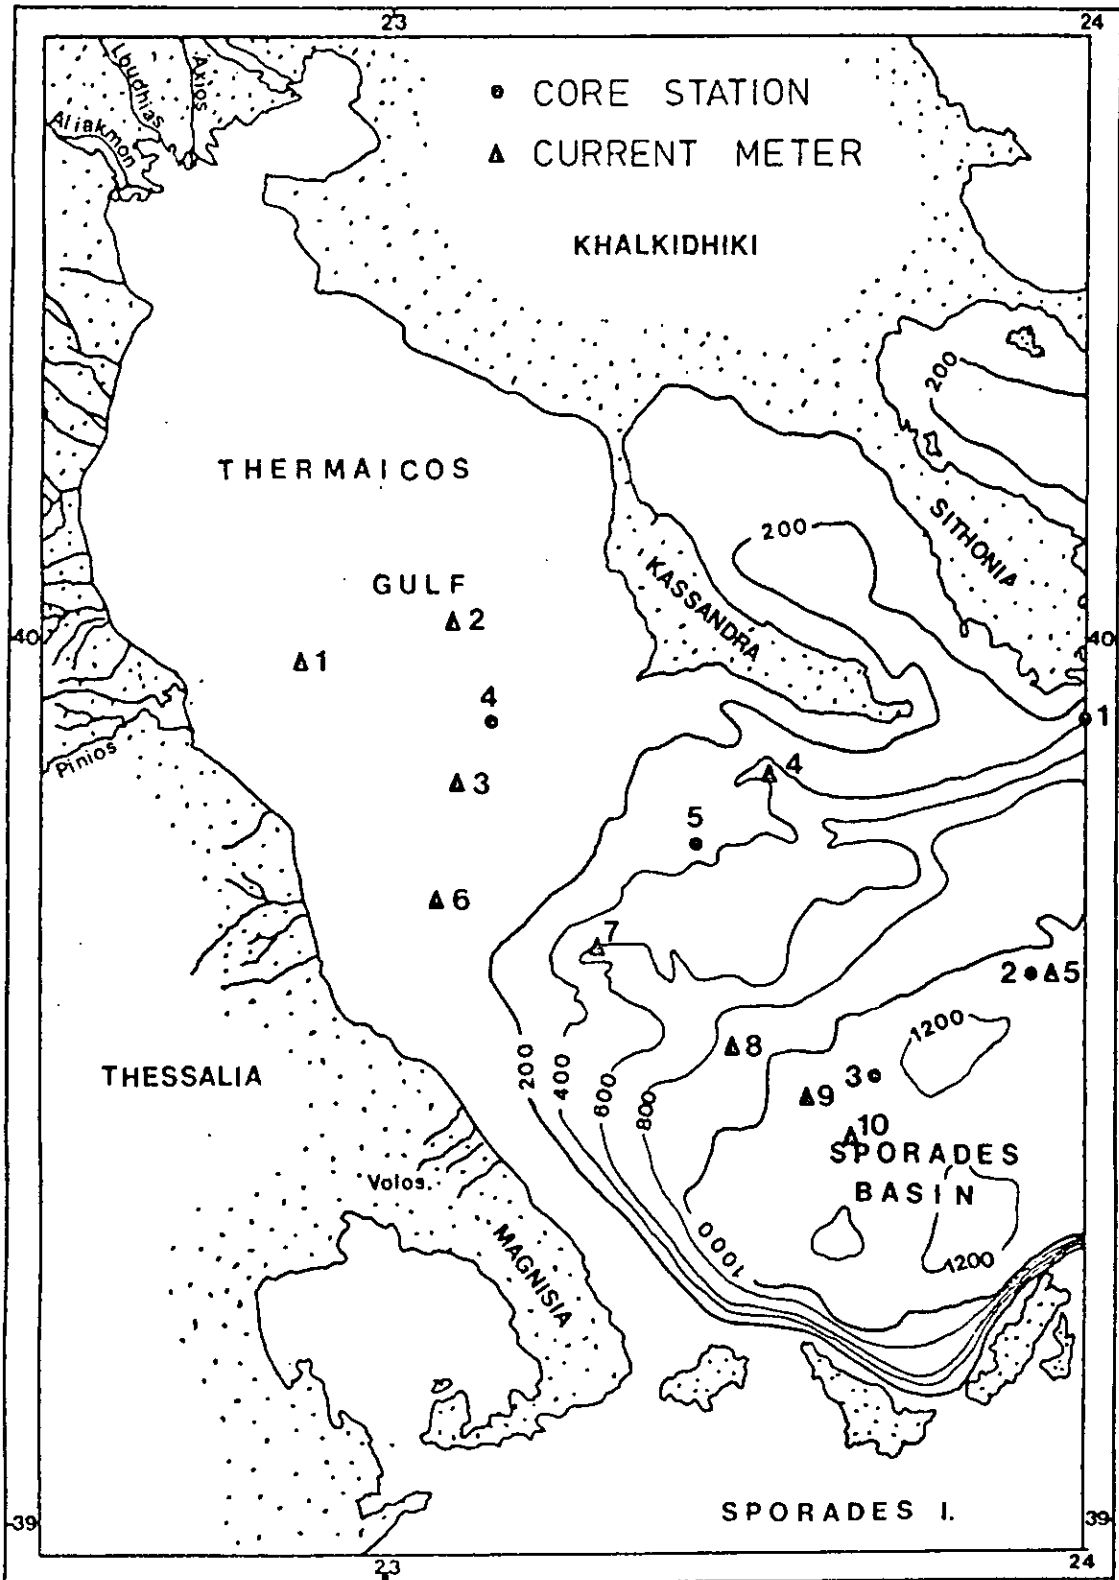 23
24
Lbudhias
Axios
Aliakmon
CORE STATION
CURRENT METER
KHALKIDHIKI
200
THERMAICOS
SITHONIA
200
KASSANDRA
GULF
2
40
40
1
4
1
Pinios
3
4
5
6
7
2
5
1200
8
THESSALIA
200
400
600
800
3
9
10
SPORADES
BASIN
Volos.
MAGNISIA
1000
1200
SPORADES I.
39
39
23
24